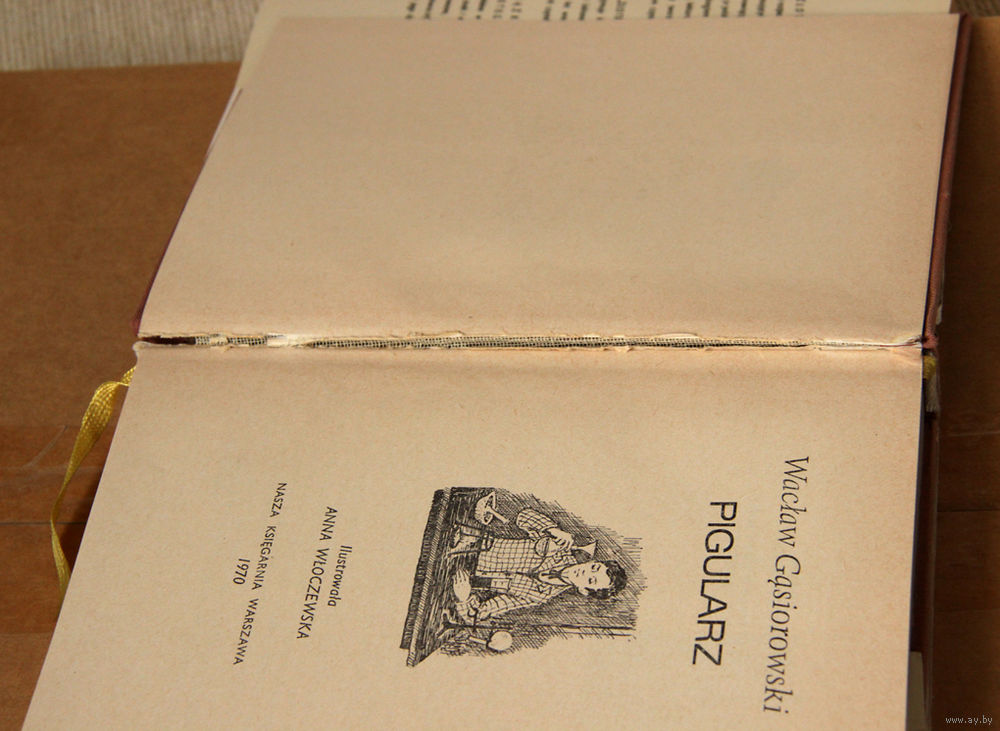 Wacław Gąsiorowski
PIGULARZ
Ilustrowała
ANNA WŁOCZEWSKA
NASZA KSIĘGARNIA WARSZAWA
1970
www.ay.by